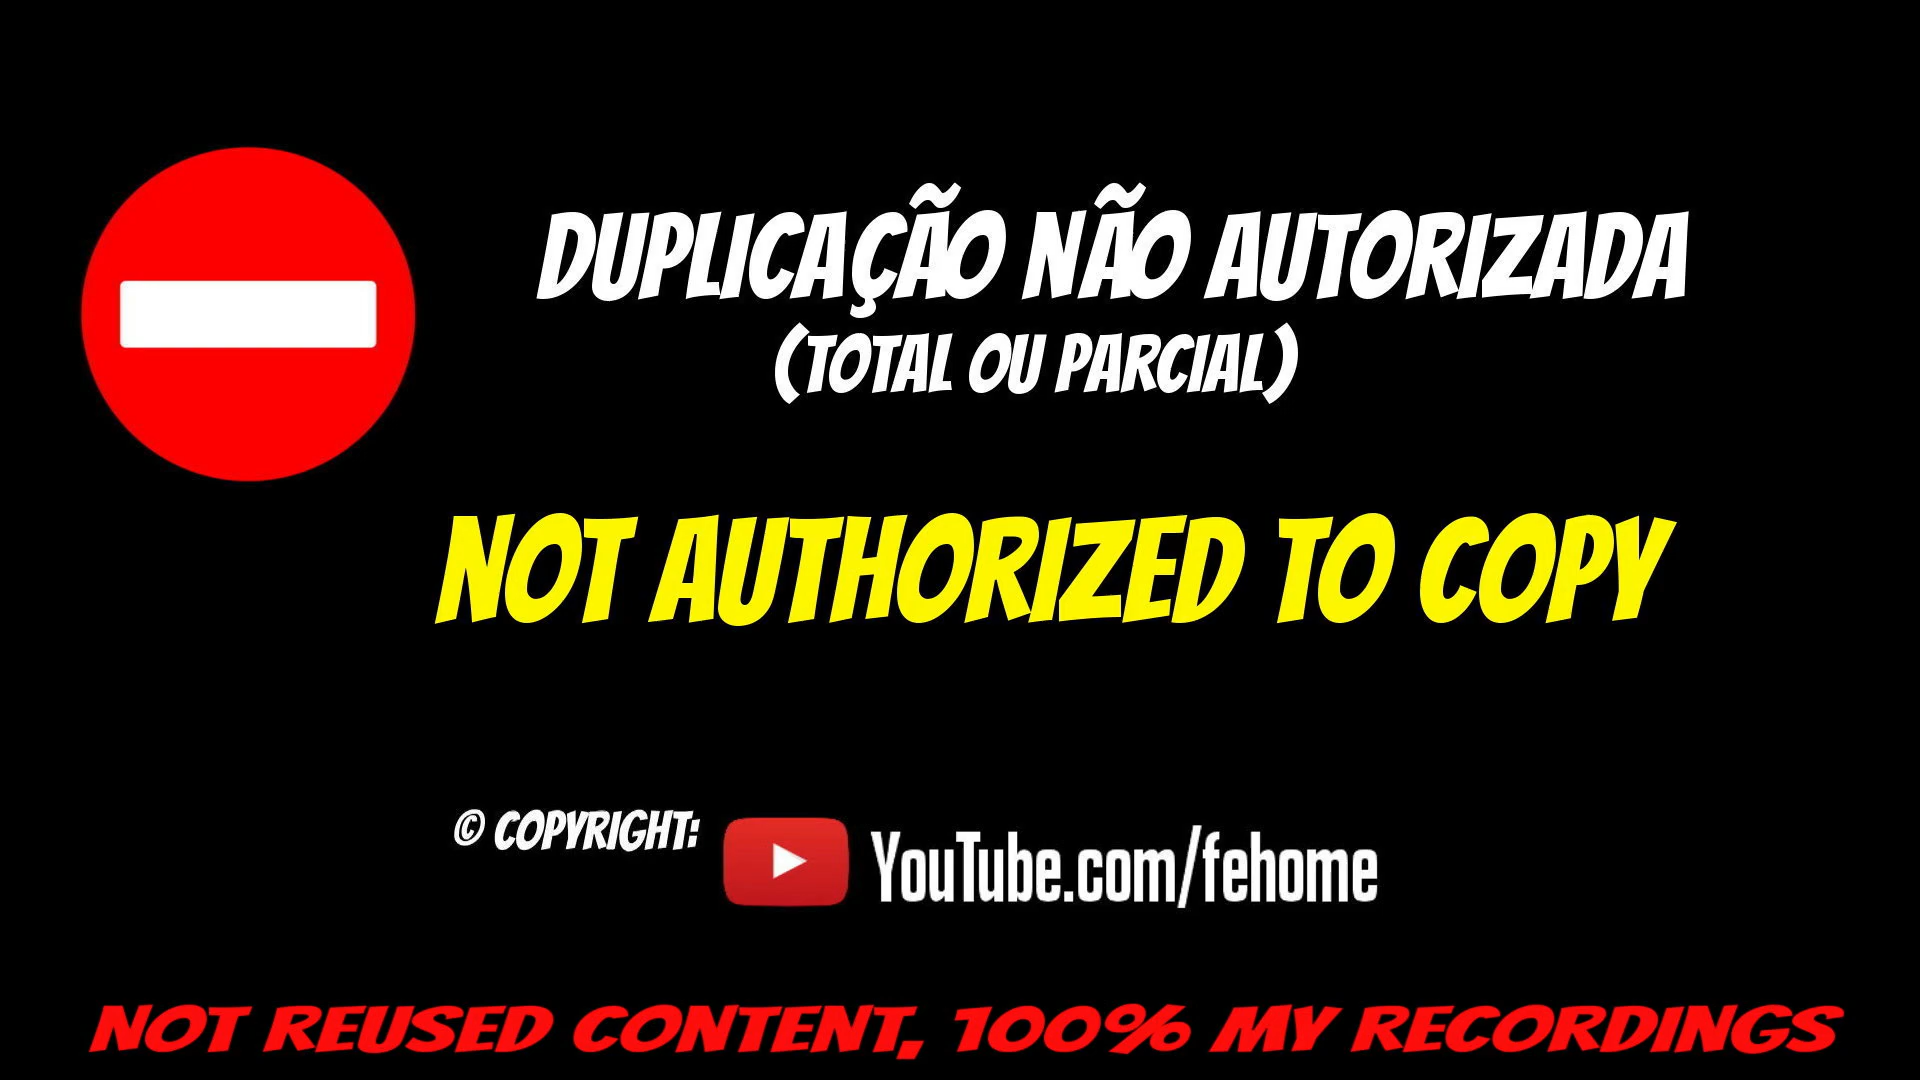 DUPLICAÇÃO NÃO AUTORIZADA
(TOTAL OU PARCIAL)
NOT AUTHORIZED TO COPY
© COPYRIGHT:
YouTube.com/fehome
NOT REUSED CONTENT, 100% MY RECORDINGS